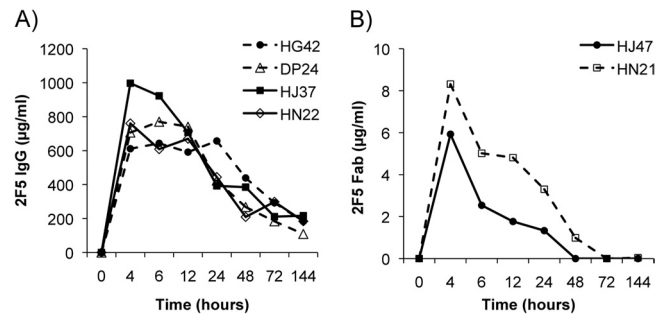 A)
HG42
DP24
HJ37
HN22
2F5 IgG (µg/ml)
1200
1000
800
600
400
200
0
0 4 6 12 24 48 72 144
Time (hours)
B)
HJ47
HN21
2F5 Fab (µg/ml)
10
8
6
4
2
0
0 4 6 12 24 48 72 144
Time (hours)